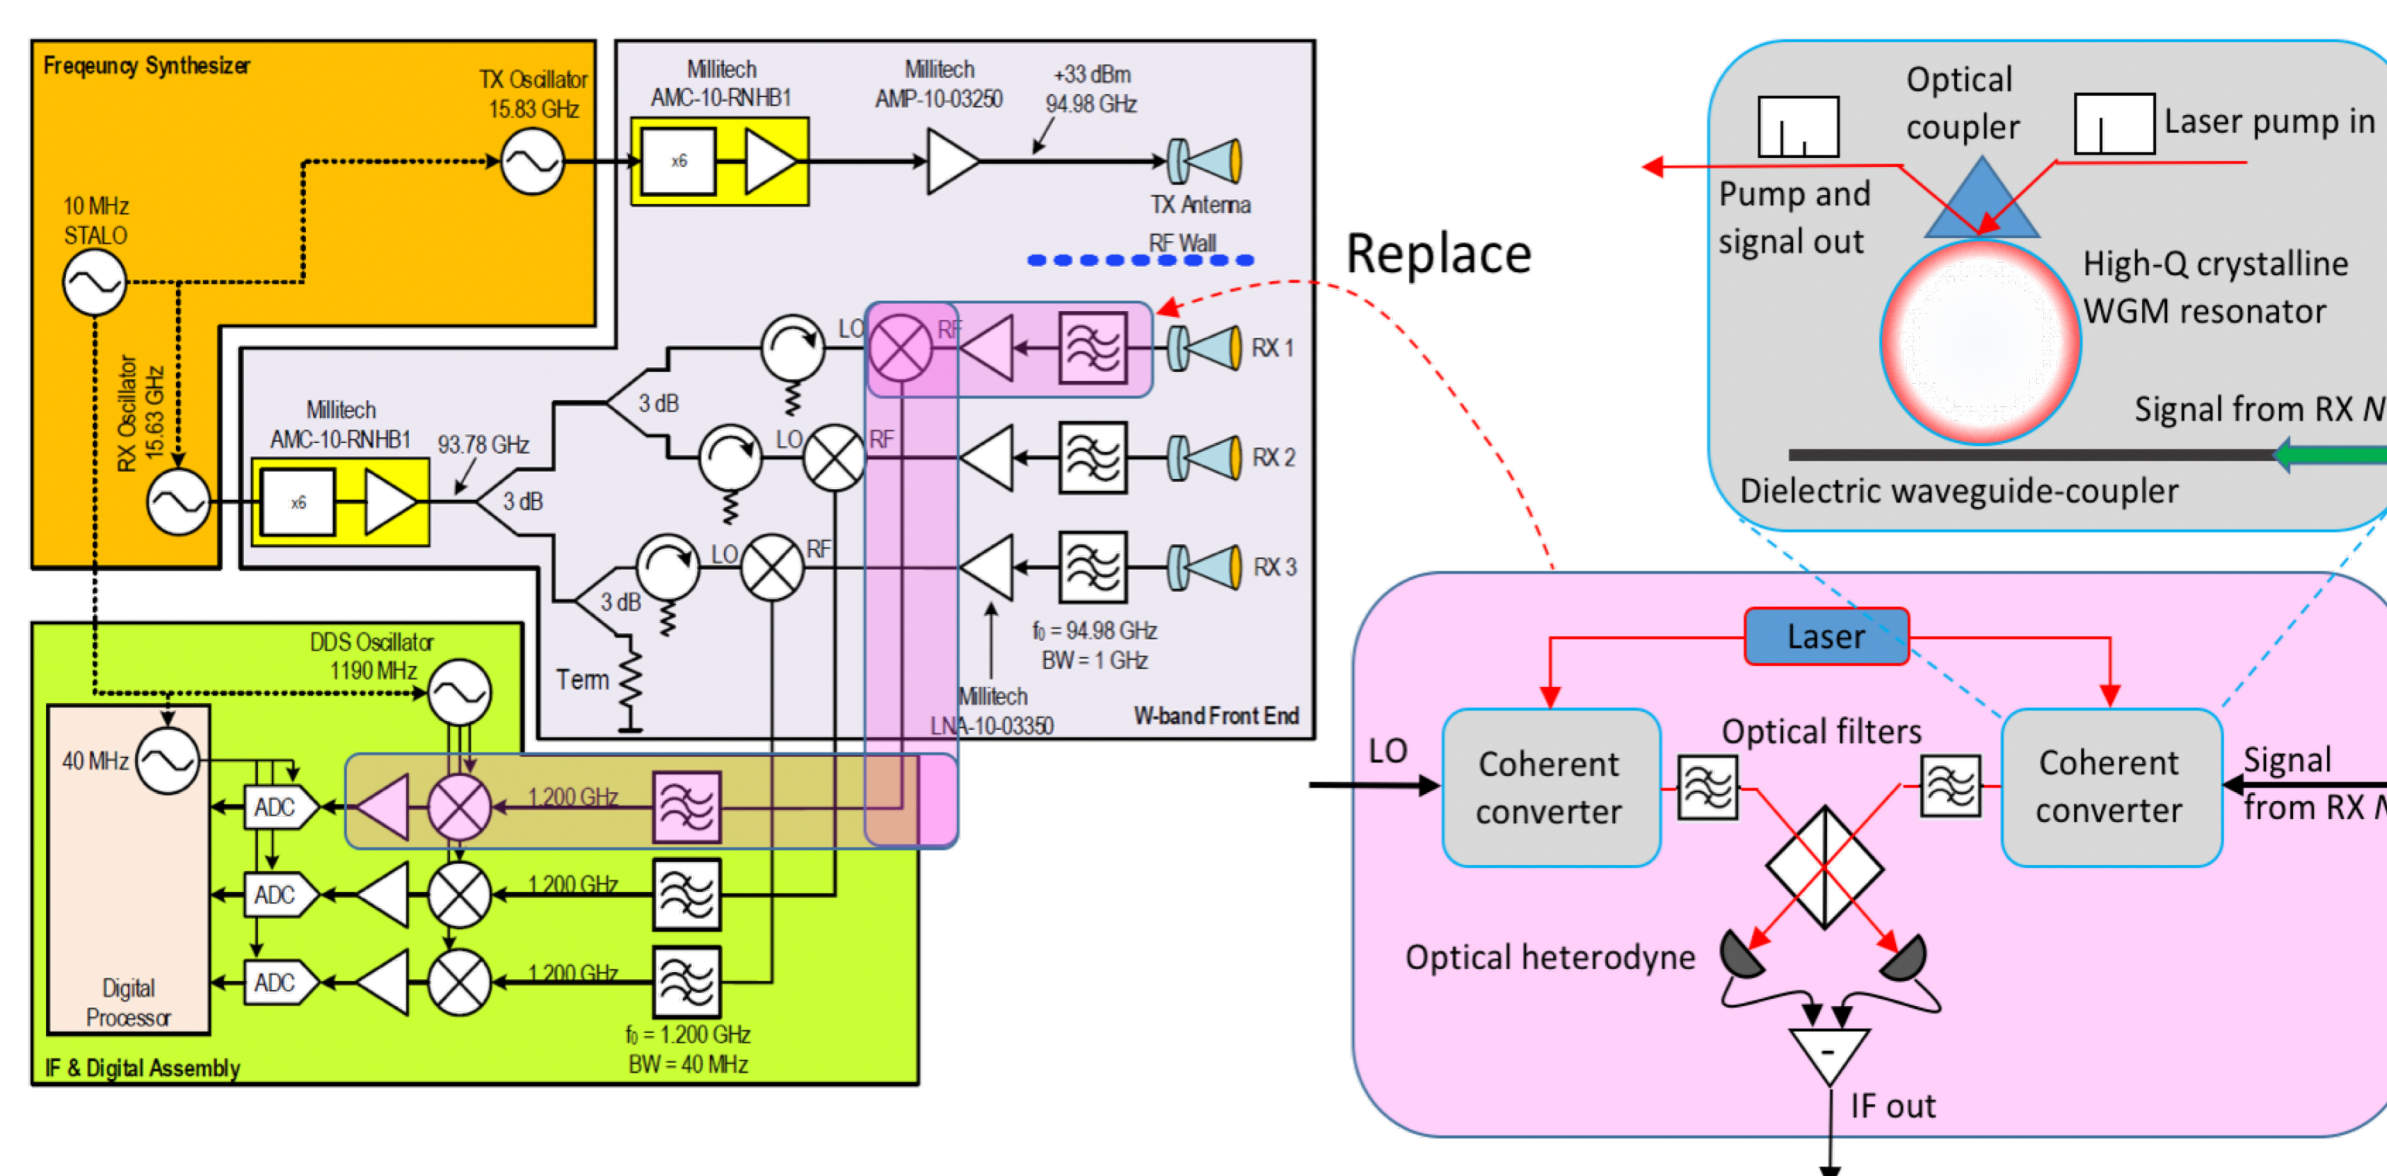 Freqeuncy Synthesizer
TX Oscillator
15.83 GHz
10 MHz
STALO
RX Oscillator
15.63 GHz
Millitech
AMC-10-RNHB1
x6
Millitech
AMP-10-03250
+33 dBm
94.98 GHz
TX Antenna
RF Wall
Replace
LO
RF
RX 1
3 dB
Millitech
AMC-10-RNHB1
x6
93.78 GHz
3 dB
LO
RF
RX 2
3 dB
LO
RF
RX 3
Term
f₀ = 94.98 GHz
BW = 1 GHz
Millitech
LNA-10-03350
W-band Front End
DDS Oscillator
1190 MHz
40 MHz
ADC
1.200 GHz
ADC
1.200 GHz
ADC
1.200 GHz
Digital
Processor
f₀ = 1.200 GHz
BW = 40 MHz
IF & Digital Assembly
Optical
coupler
Laser pump in
Pump and
signal out
High-Q crystalline
WGM resonator
Signal from RX N
Dielectric waveguide-coupler
Laser
LO
Coherent
converter
Optical filters
Coherent
converter
Signal
from RX N
Optical heterodyne
-
IF out